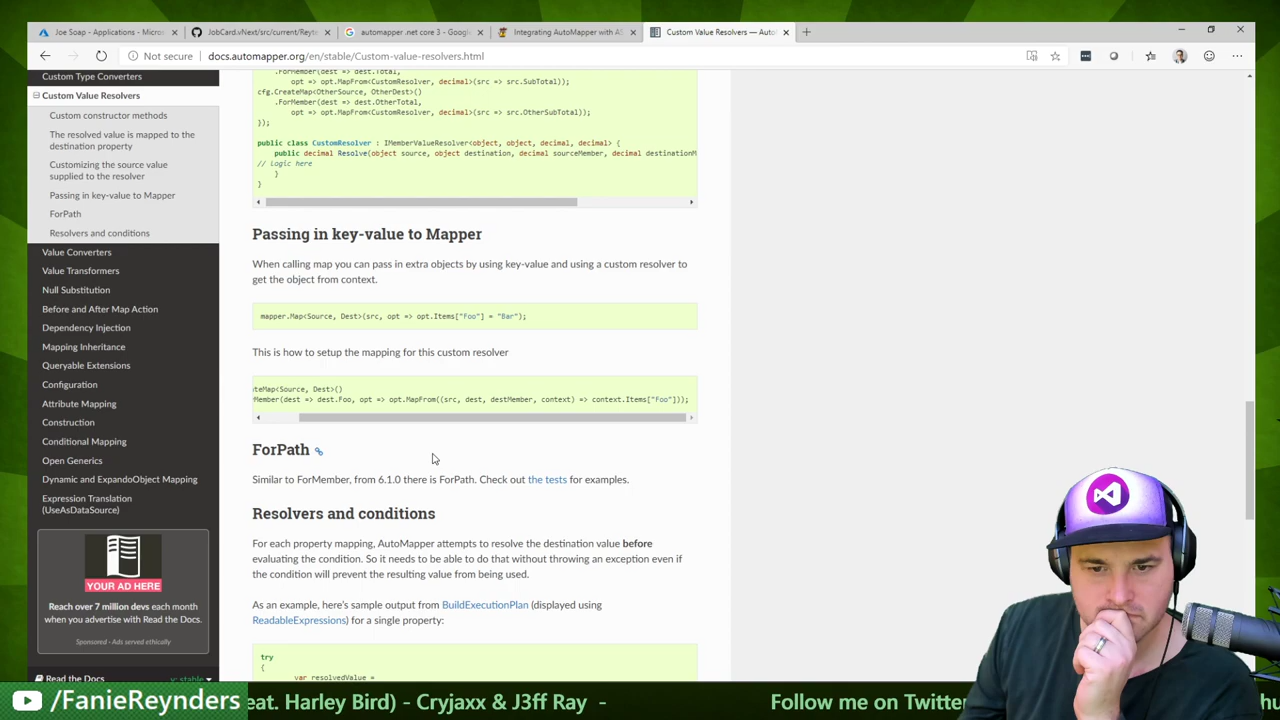 Joe Soap - Applications - Micros
JobCard.vNext/src/current/Reyte
automapper .net core 3 - Google
Integrating AutoMapper with AS
Custom Value Resolvers — Auto
Not secure
docs.automapper.org/en/stable/Custom-value-resolvers.html
Custom Type Converters
Custom Value Resolvers
Custom constructor methods
The resolved value is mapped to the
destination property
Customizing the source value
supplied to the resolver
Passing in key-value to Mapper
ForPath
Resolvers and conditions
Value Converters
Value Transformers
Null Substitution
Before and After Map Action
Dependency Injection
Mapping Inheritance
Queryable Extensions
Configuration
Attribute Mapping
Construction
Conditional Mapping
Open Generics
Dynamic and ExpandoObject Mapping
Expression Translation
(UseAsDataSource)
YOUR AD HERE
Reach over 7 million devs each month
when you advertise with Read the Docs.
Sponsored · Ads served ethically
Read the Docs
v: stable
.ForMember(dest => dest.Total,
opt => opt.MapFrom<CustomResolver, decimal>(src => src.SubTotal));
cfg.CreateMap<OtherSource, OtherDest>()
.ForMember(dest => dest.OtherTotal,
opt => opt.MapFrom<CustomResolver, decimal>(src => src.OtherSubTotal));
});
public class CustomResolver : IMemberValueResolver<object, object, decimal, decimal> {
public decimal Resolve(object source, object destination, decimal sourceMember, decimal destinationM
// logic here
}
}
Passing in key-value to Mapper
When calling map you can pass in extra objects by using key-value and using a custom resolver to
get the object from context.
mapper.Map<Source, Dest>(src, opt => opt.Items["Foo"] = "Bar");
This is how to setup the mapping for this custom resolver
ateMap<Source, Dest>()
rMember(dest => dest.Foo, opt => opt.MapFrom((src, dest, destMember, context) => context.Items["Foo"]));
ForPath
Similar to ForMember, from 6.1.0 there is ForPath. Check out the tests for examples.
Resolvers and conditions
For each property mapping, AutoMapper attempts to resolve the destination value before
evaluating the condition. So it needs to be able to do that without throwing an exception even if
the condition will prevent the resulting value from being used.
As an example, here's sample output from BuildExecutionPlan (displayed using
ReadableExpressions) for a single property:
try
{
var resolvedValue =
/FanieReynders
eat. Harley Bird) - Cryjaxx & J3ff Ray -
Follow me on Twitter